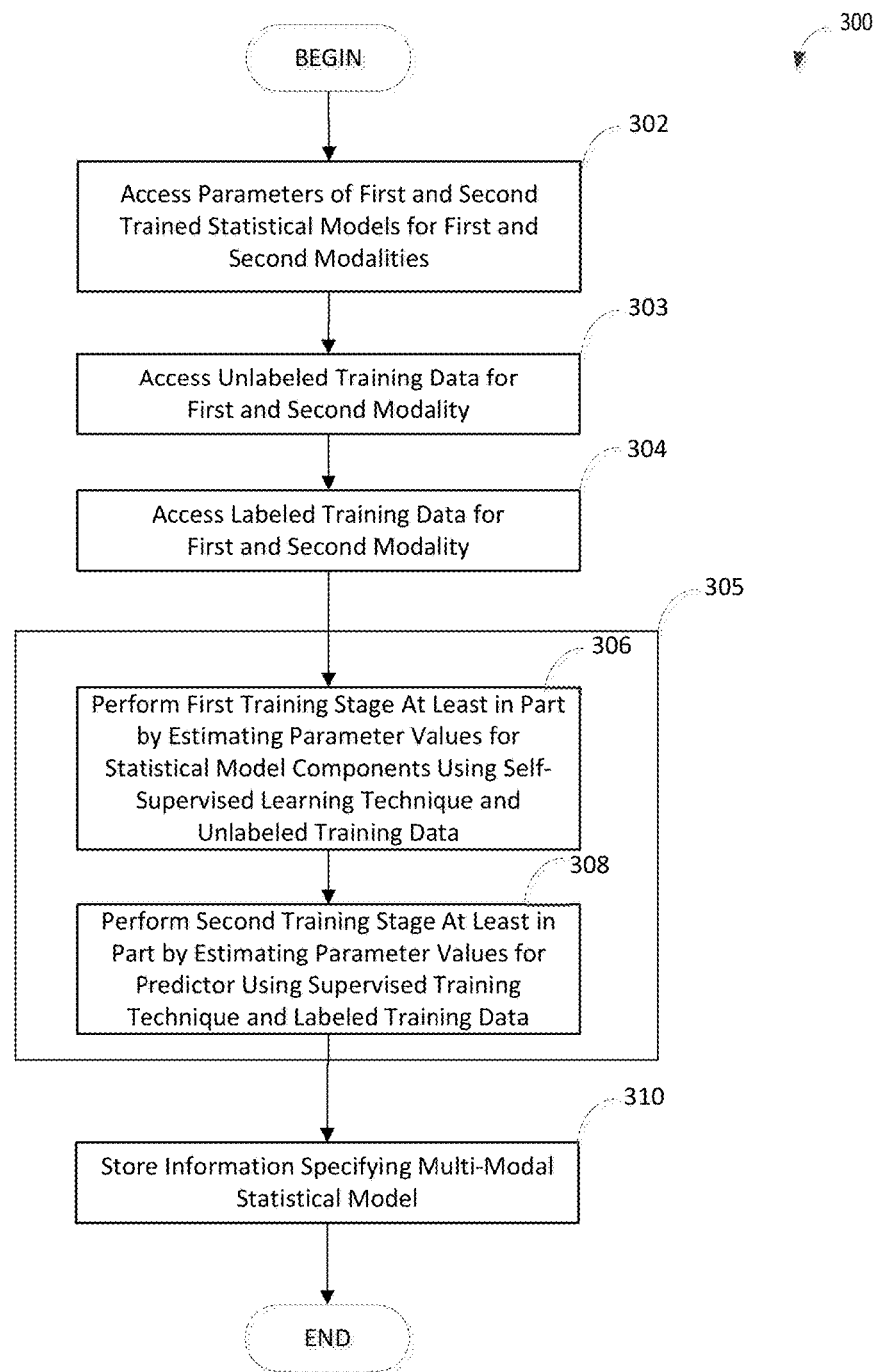 300
BEGIN
302
Access Parameters of First and Second
Trained Statistical Models for First and
Second Modalities
303
Access Unlabeled Training Data for
First and Second Modality
304
Access Labeled Training Data for
First and Second Modality
305
306
Perform First Training Stage At Least in Part
by Estimating Parameter Values for
Statistical Model Components Using Self-
Supervised Learning Technique and
Unlabeled Training Data
308
Perform Second Training Stage At Least in
Part by Estimating Parameter Values for
Predictor Using Supervised Training
Technique and Labeled Training Data
310
Store Information Specifying Multi-Modal
Statistical Model
END